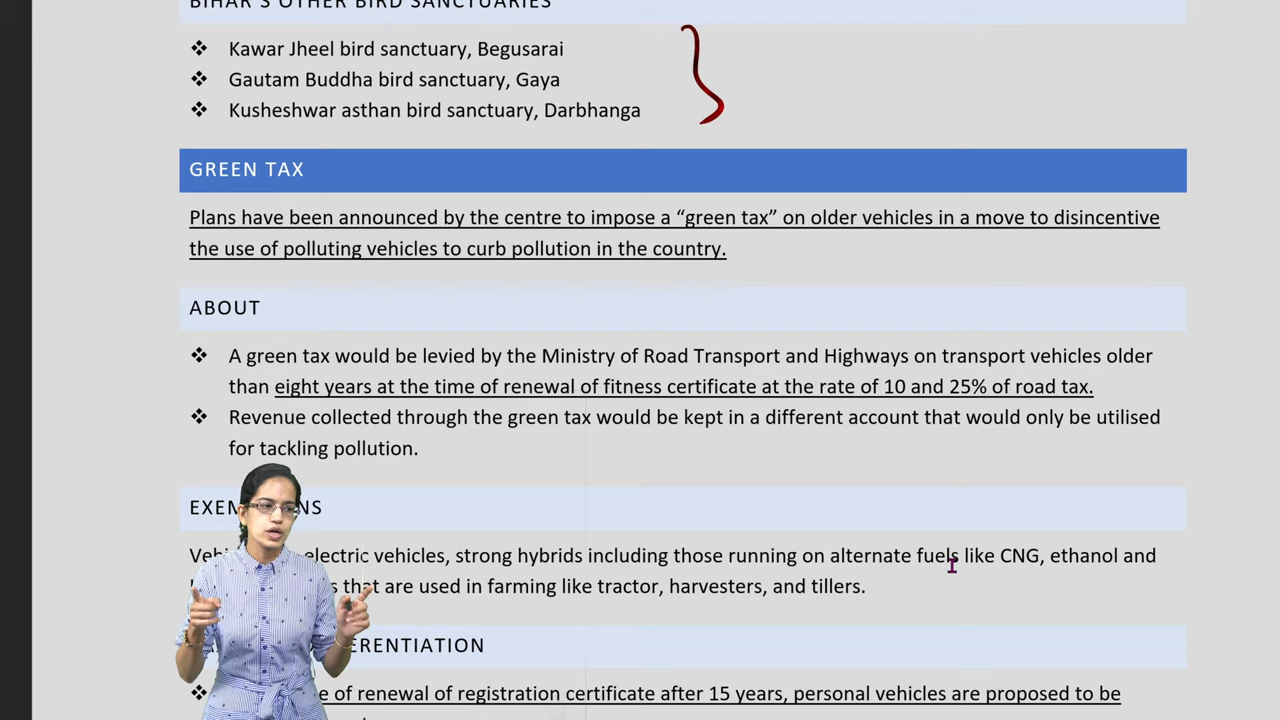 BIHAR'S OTHER BIRD SANCTUARIES
❖ Kawar Jheel bird sanctuary, Begusarai
❖ Gautam Buddha bird sanctuary, Gaya
❖ Kusheshwar asthan bird sanctuary, Darbhanga
GREEN TAX
Plans have been announced by the centre to impose a “green tax” on older vehicles in a move to disincentive
the use of polluting vehicles to curb pollution in the country.
ABOUT
❖ A green tax would be levied by the Ministry of Road Transport and Highways on transport vehicles older
than eight years at the time of renewal of fitness certificate at the rate of 10 and 25% of road tax.
❖ Revenue collected through the green tax would be kept in a different account that would only be utilised
for tackling pollution.
electric vehicles, strong hybrids including those running on alternate fuels like CNG, ethanol and
that are used in farming like tractor, harvesters, and tillers.
❖ of renewal of registration certificate after 15 years, personal vehicles are proposed to be